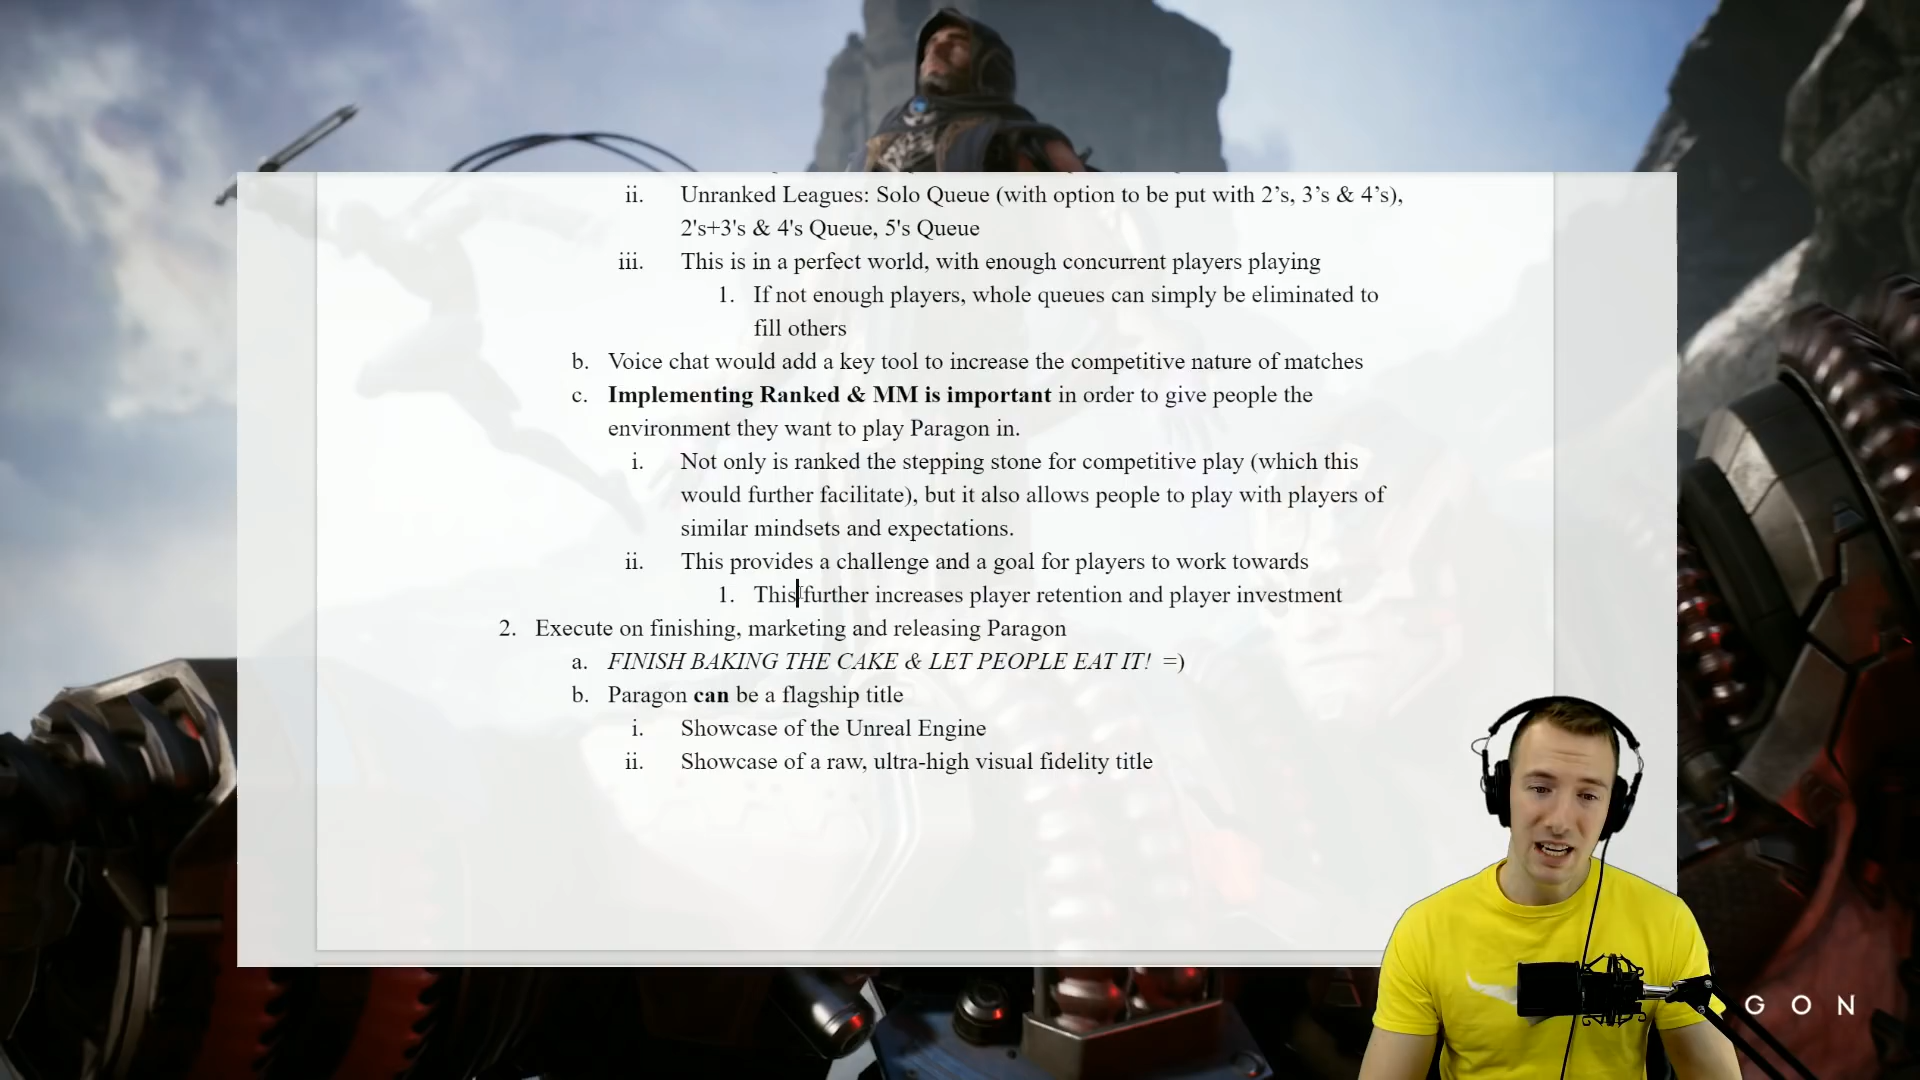 ii. Unranked Leagues: Solo Queue (with option to be put with 2’s, 3’s & 4’s),
2's+3's & 4's Queue, 5's Queue
iii. This is in a perfect world, with enough concurrent players playing
1. If not enough players, whole queues can simply be eliminated to
fill others
b. Voice chat would add a key tool to increase the competitive nature of matches
c. Implementing Ranked & MM is important in order to give people the
environment they want to play Paragon in.
i. Not only is ranked the stepping stone for competitive play (which this
would further facilitate), but it also allows people to play with players of
similar mindsets and expectations.
ii. This provides a challenge and a goal for players to work towards
1. This further increases player retention and player investment
2. Execute on finishing, marketing and releasing Paragon
a. FINISH BAKING THE CAKE & LET PEOPLE EAT IT! =)
b. Paragon can be a flagship title
i. Showcase of the Unreal Engine
ii. Showcase of a raw, ultra-high visual fidelity title
GON